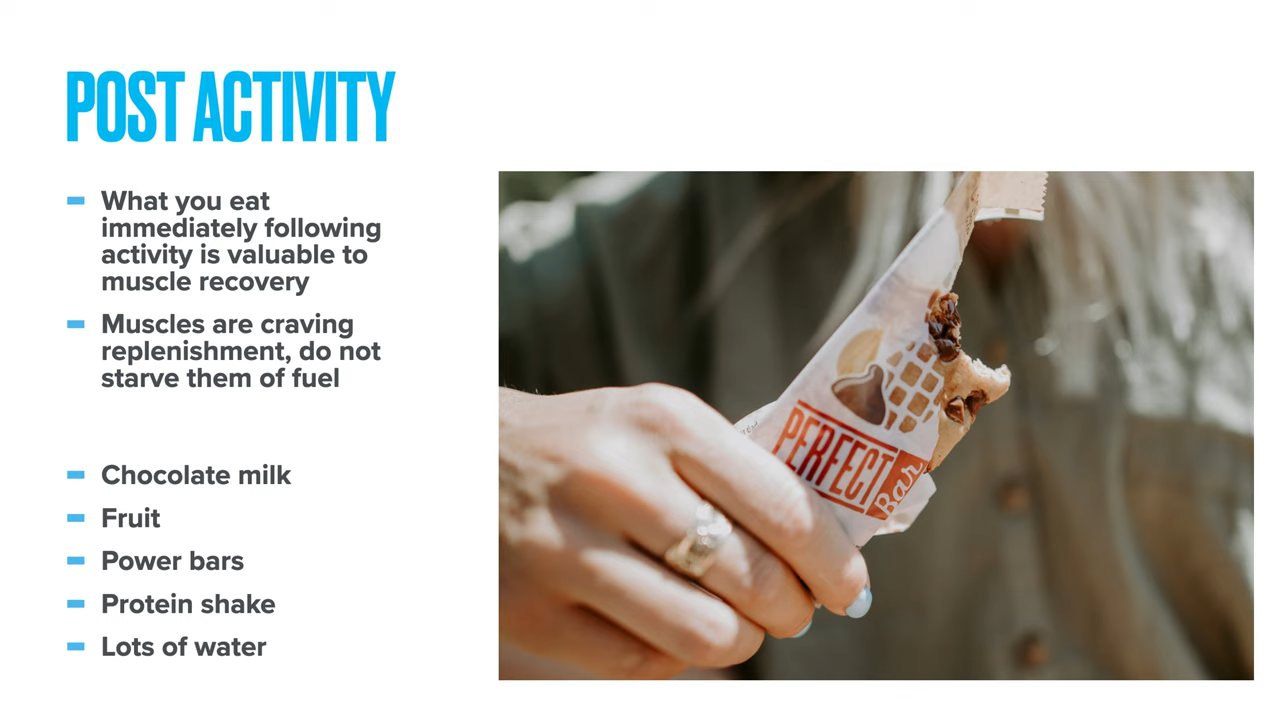 POST ACTIVITY
What you eat
immediately following
activity is valuable to
muscle recovery
Muscles are craving
replenishment, do not
starve them of fuel
Chocolate milk
Fruit
Power bars
Protein shake
Lots of water
PERFECT
Bar